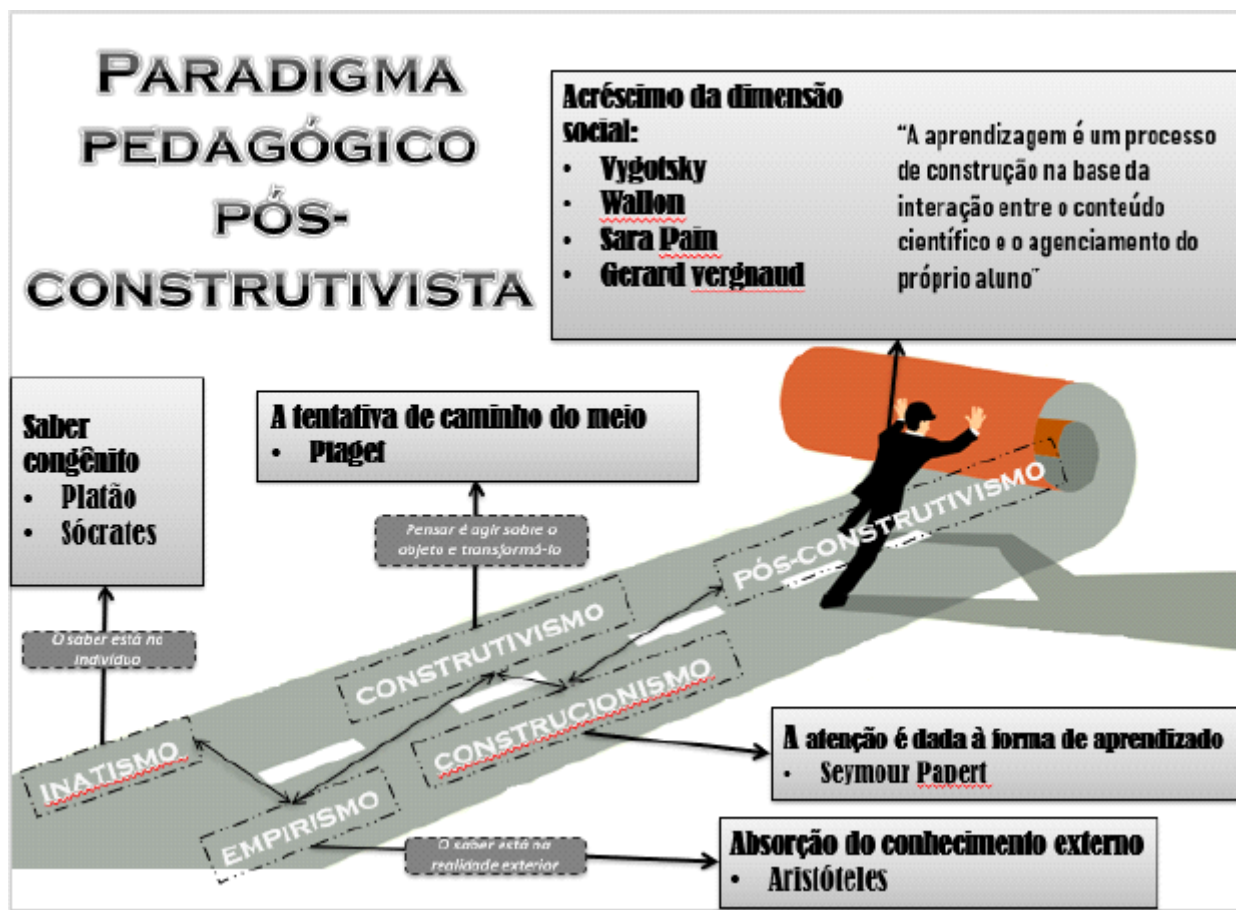 PARADIGMA
PEDAGÓGICO
PÓS-
CONSTRUTIVISTA
Acréscimo da dimensão
social:
• Vygotsky
• Wallon
• Sara Pain
• Gerard vergnaud
“A aprendizagem é um processo
de construção na base da
interação entre o conteúdo
científico e o agenciamento do
próprio aluno”
Saber
congênito
• Platão
• Sócrates
A tentativa de caminho do meio
• Piaget
Pensar é agir sobre o
objeto e transformá-lo
O saber está no
indivíduo
PÓS-CONSTRUTIVISMO
CONSTRUTIVISMO
CONSTRUCIONISMO
INATISMO
EMPIRISMO
A atenção é dada à forma de aprendizado
• Seymour Papert
O saber está na
realidade exterior
Absorção do conhecimento externo
• Aristóteles